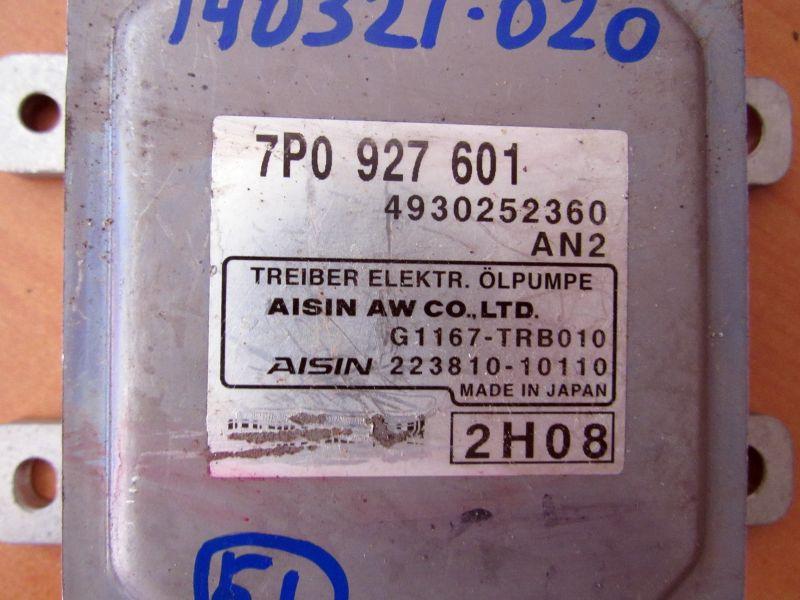 140321-020
7P0 927 601
4930252360
AN2
TREIBER ELEKTR. ÖLPUMPE
AISIN AW CO.,LTD.
G1167-TRB010
AISIN 223810-10110
MADE IN JAPAN
2H08